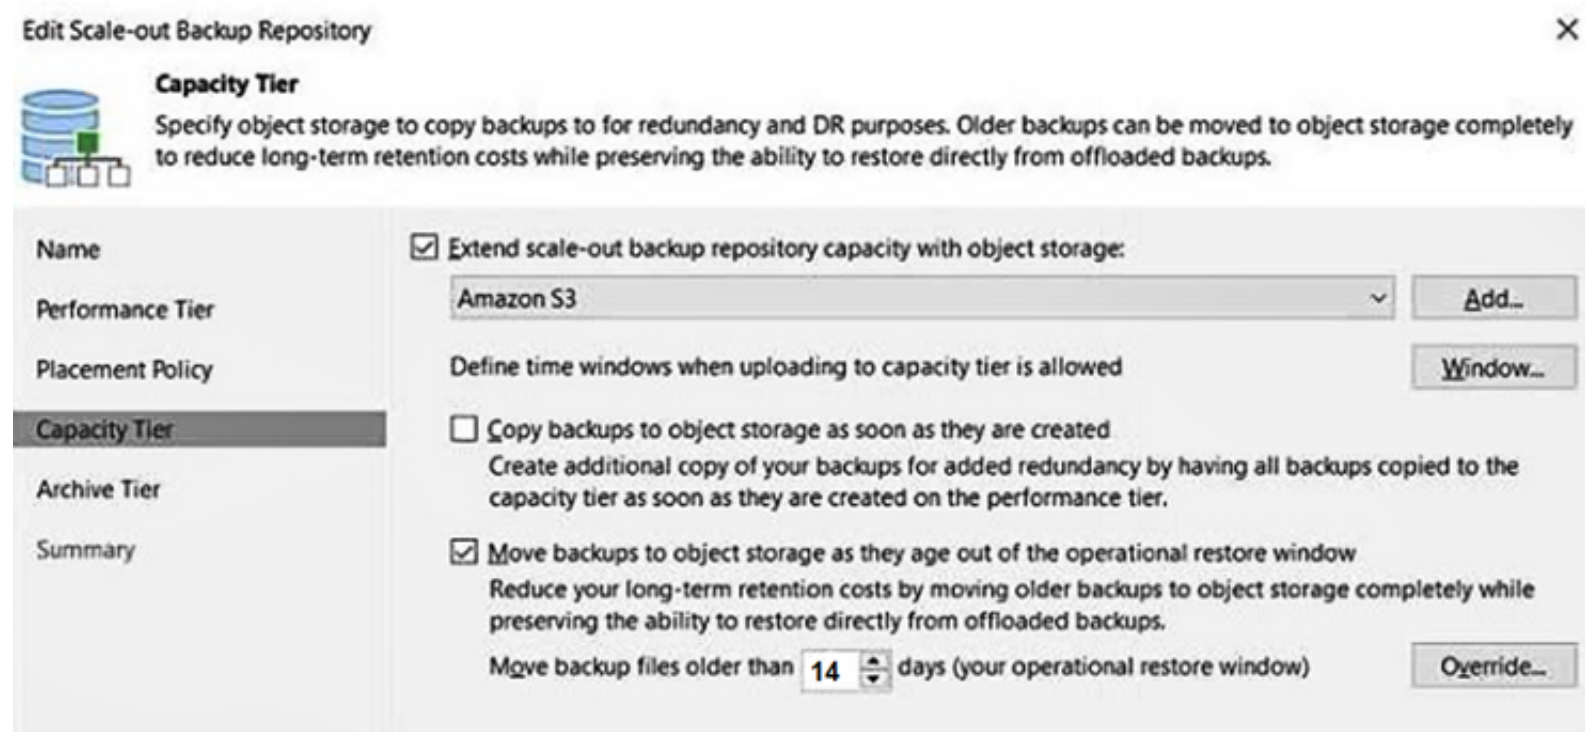 Edit Scale-out Backup Repository
Capacity Tier
Specify object storage to copy backups to for redundancy and DR purposes. Older backups can be moved to object storage completely
to reduce long-term retention costs while preserving the ability to restore directly from offloaded backups.
Name
Performance Tier
Placement Policy
Capacity Tier
Archive Tier
Summary
Extend scale-out backup repository capacity with object storage:
Amazon S3
Add...
Define time windows when uploading to capacity tier is allowed
Window...
Copy backups to object storage as soon as they are created
Create additional copy of your backups for added redundancy by having all backups copied to the
capacity tier as soon as they are created on the performance tier.
Move backups to object storage as they age out of the operational restore window
Reduce your long-term retention costs by moving older backups to object storage completely while
preserving the ability to restore directly from offloaded backups.
Move backup files older than 14 days (your operational restore window)
Override...